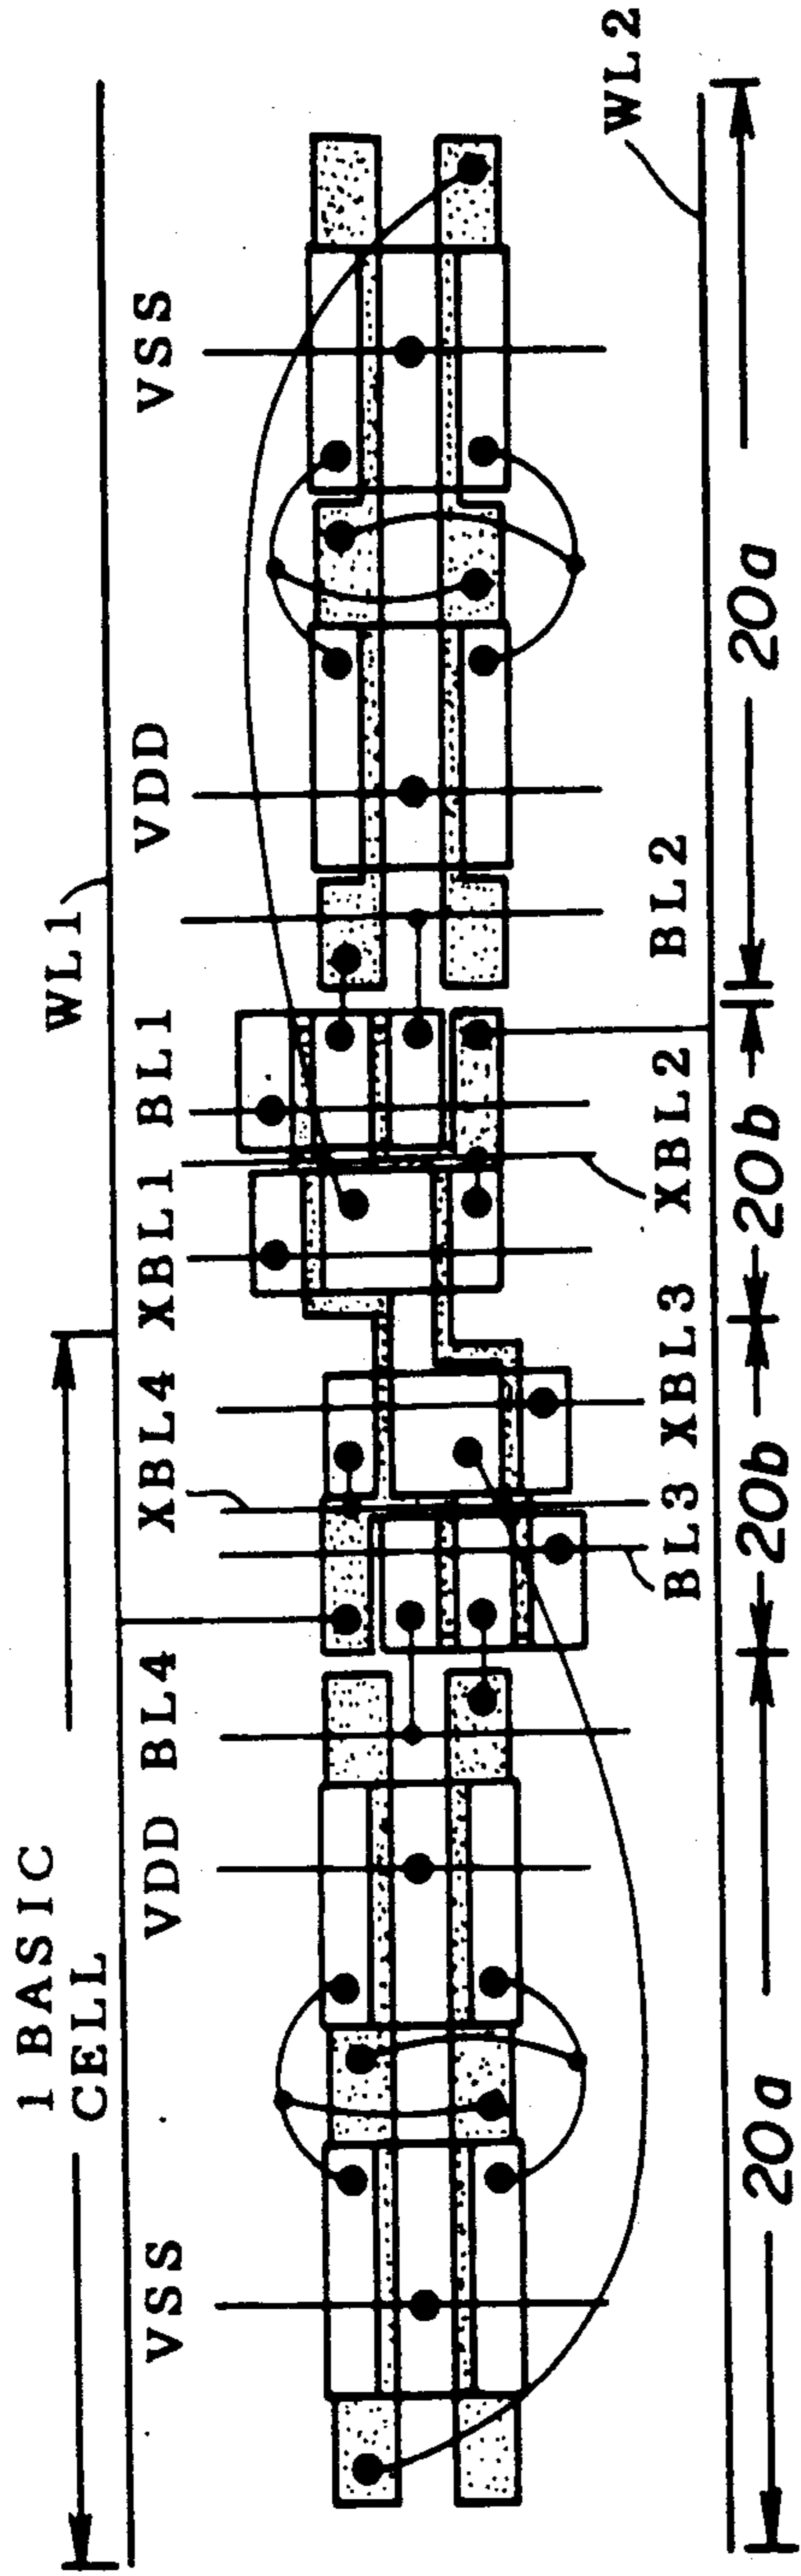 1 BASIC
CELL
WL1
VSS
VDD
BL4
XBL4
XBL1
BL1
VDD
VSS
BL3
XBL3
XBL2
BL2
WL2
20a
20b
20b
20a